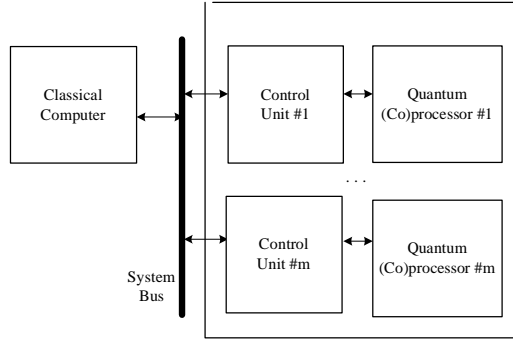 Classical
Computer
Control
Unit #1
Quantum
(Co)processor #1
. . .
Control
Unit #m
Quantum
(Co)processor #m
System
Bus